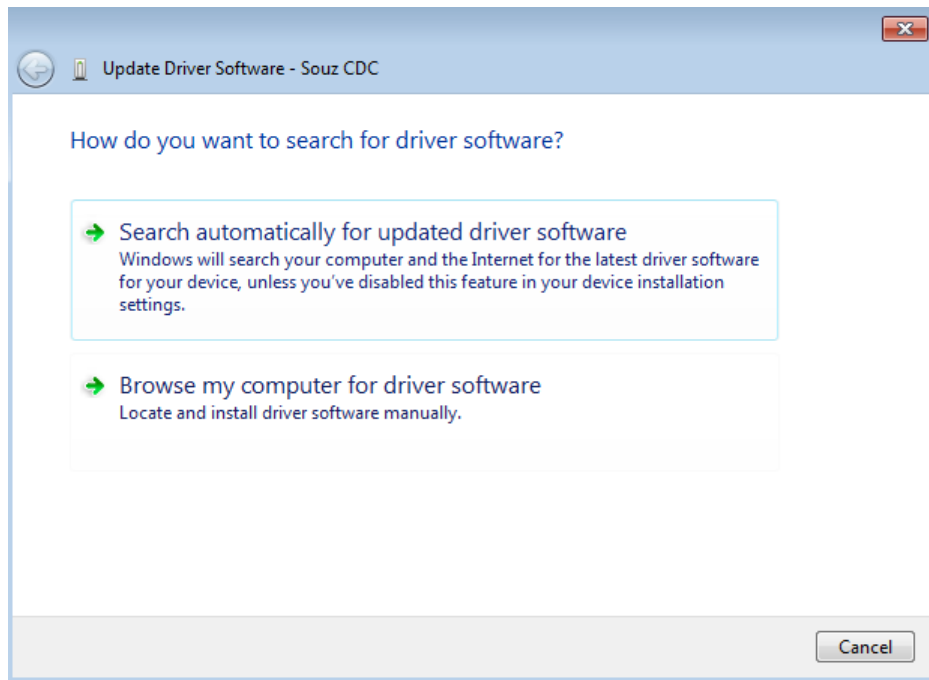 Update Driver Software - Souz CDC
How do you want to search for driver software?
Search automatically for updated driver software
Windows will search your computer and the Internet for the latest driver software
for your device, unless you've disabled this feature in your device installation
settings.
Browse my computer for driver software
Locate and install driver software manually.
Cancel